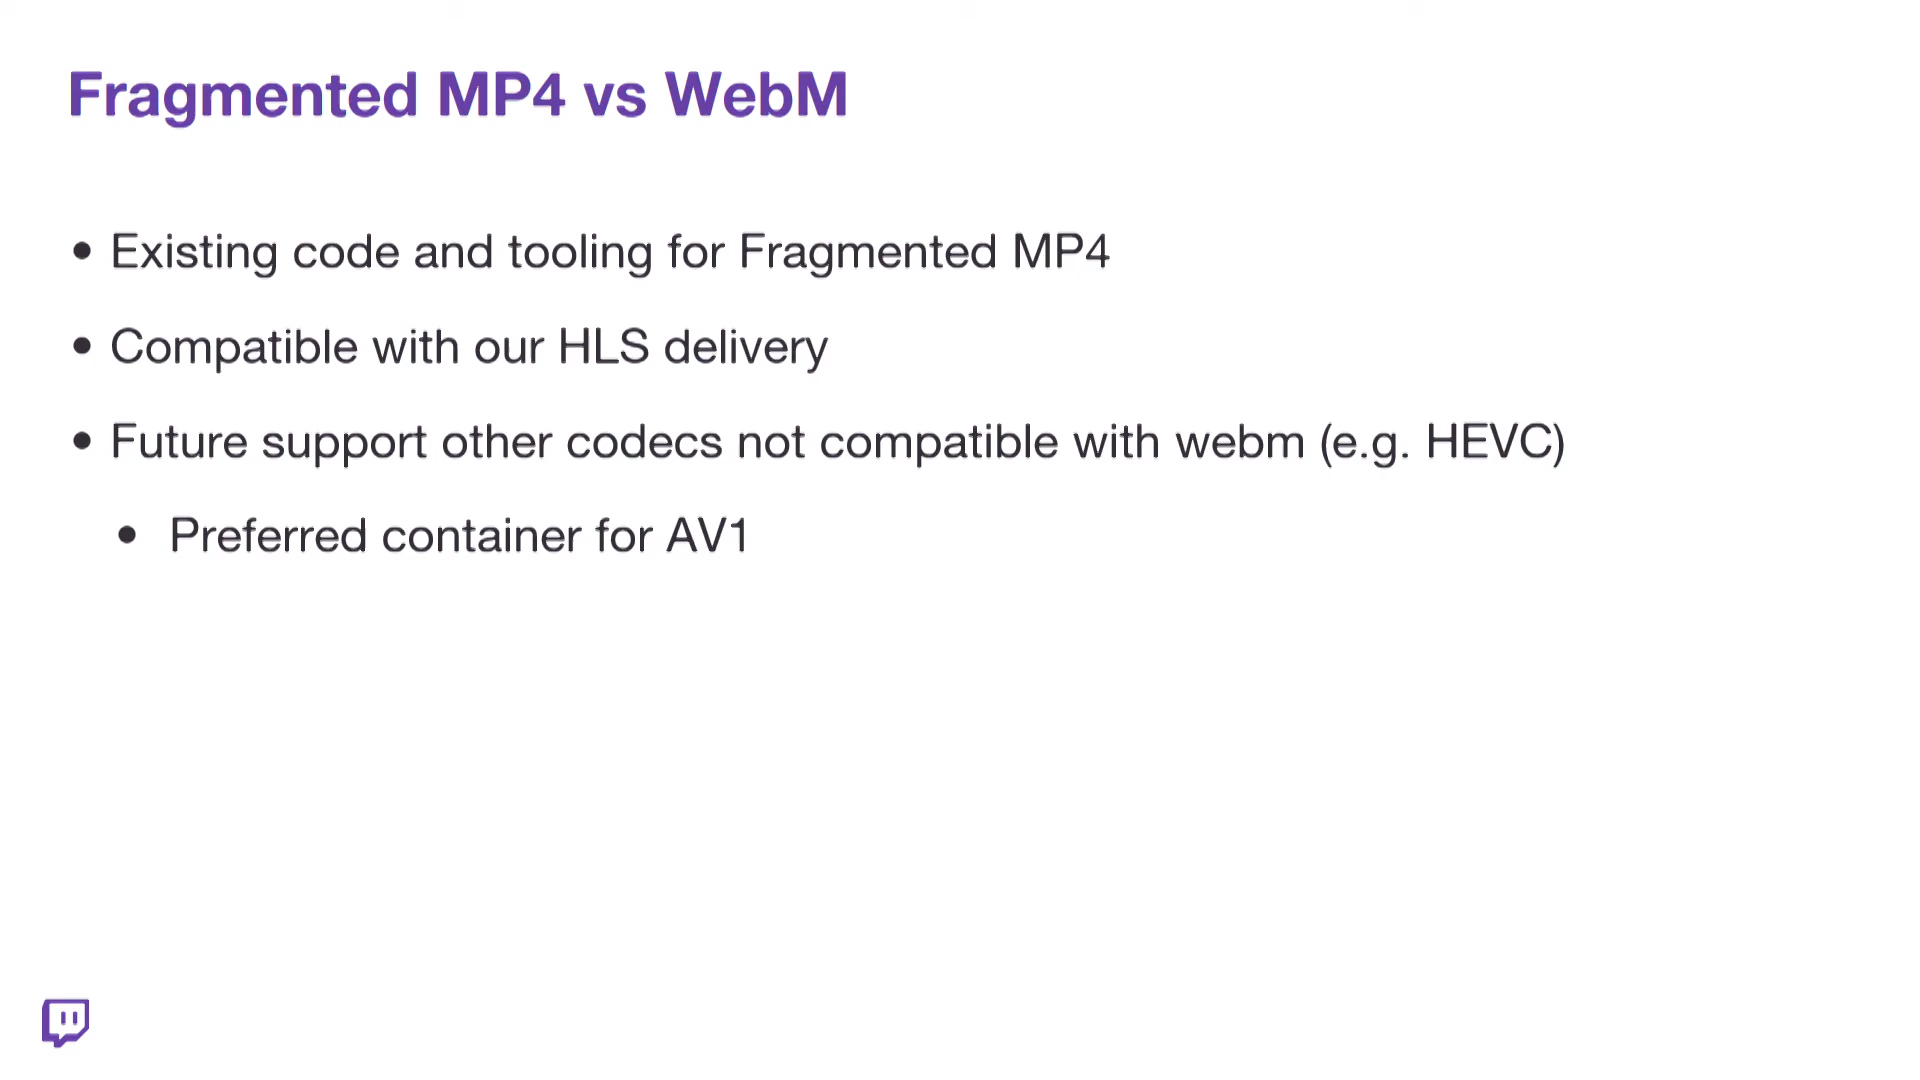 Fragmented MP4 vs WebM
• Existing code and tooling for Fragmented MP4
• Compatible with our HLS delivery
• Future support other codecs not compatible with webm (e.g. HEVC)
• Preferred container for AV1